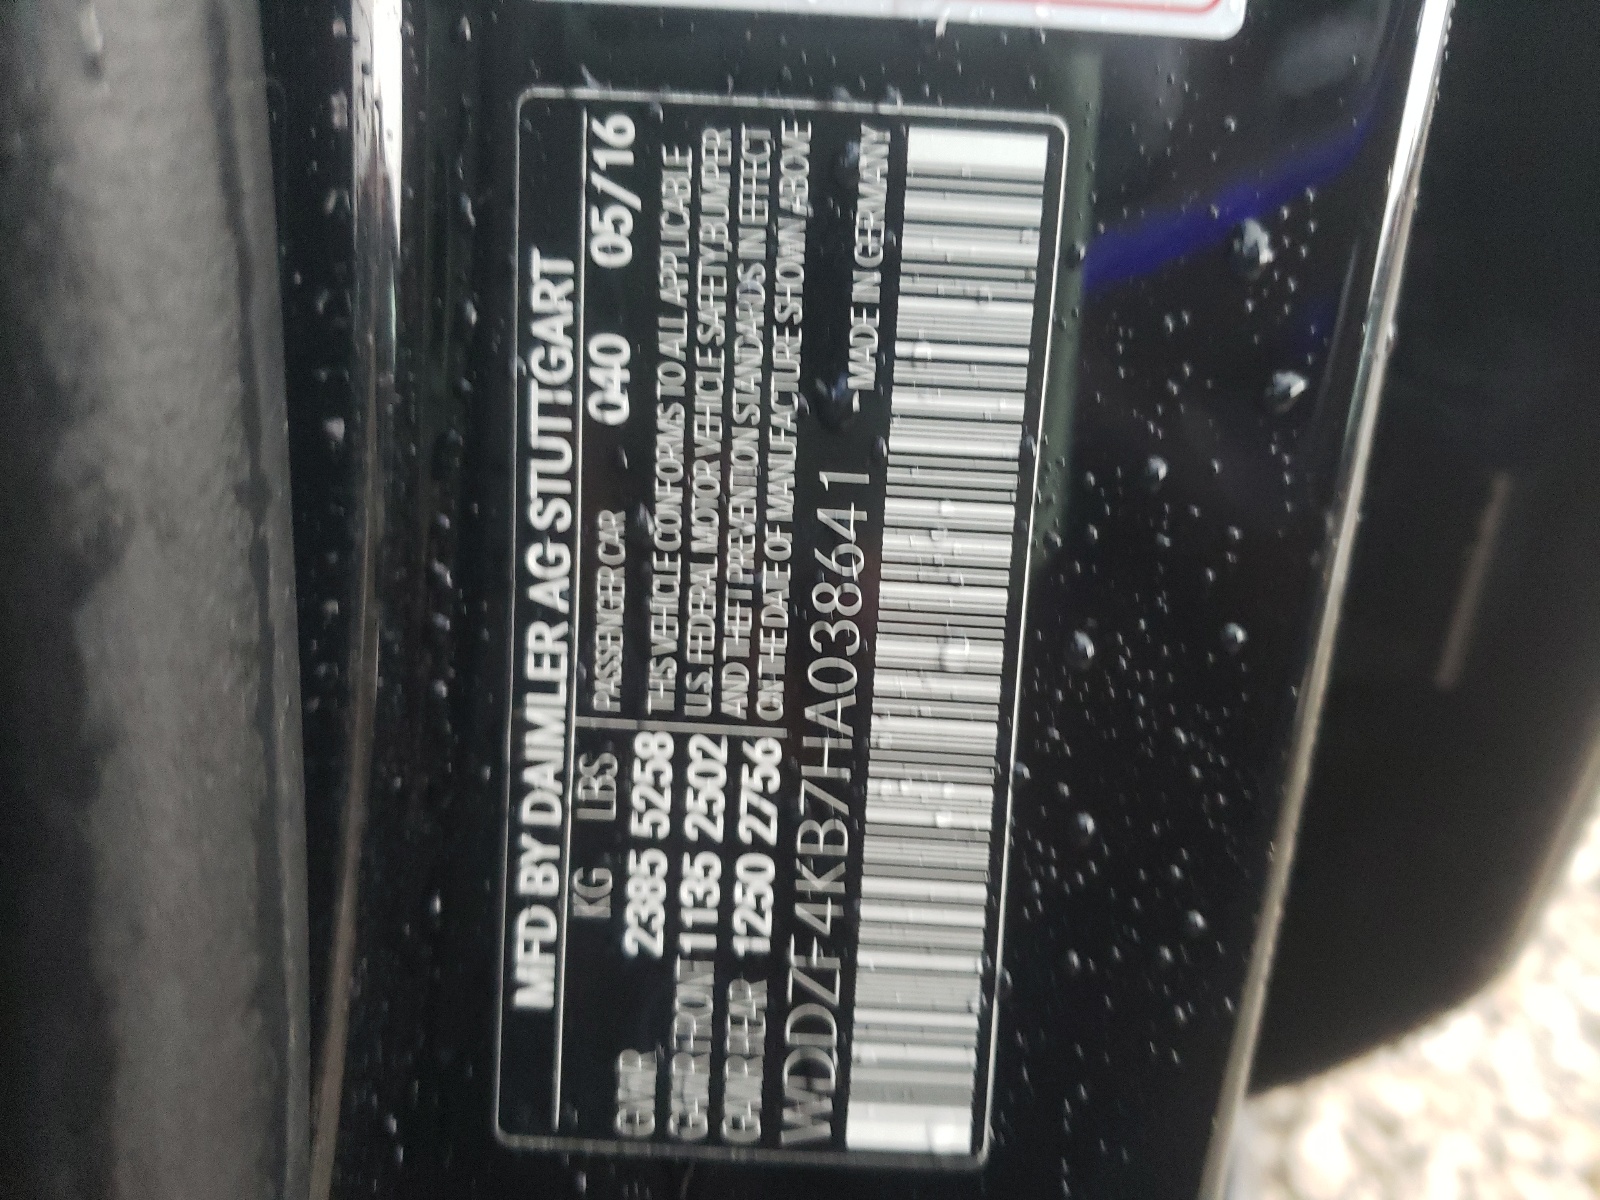 MFD BY DAIMLER AG STUTTGART
KG LBS PASSENGER CAR 040 05/16
GVWR 2385 5258 THIS VEHICLE CONFORMS TO ALL APPLICABLE
GAWR FRONT 1135 2502 U.S. FEDERAL MOTOR VEHICLE SAFETY, BUMPER
GAWR REAR 1250 2756 AND THEFT PREVENTION STANDARDS IN EFFECT
ON THE DATE OF MANUFACTURE SHOWN ABOVE
WDDZF4KB7HA038641 MADE IN GERMANY